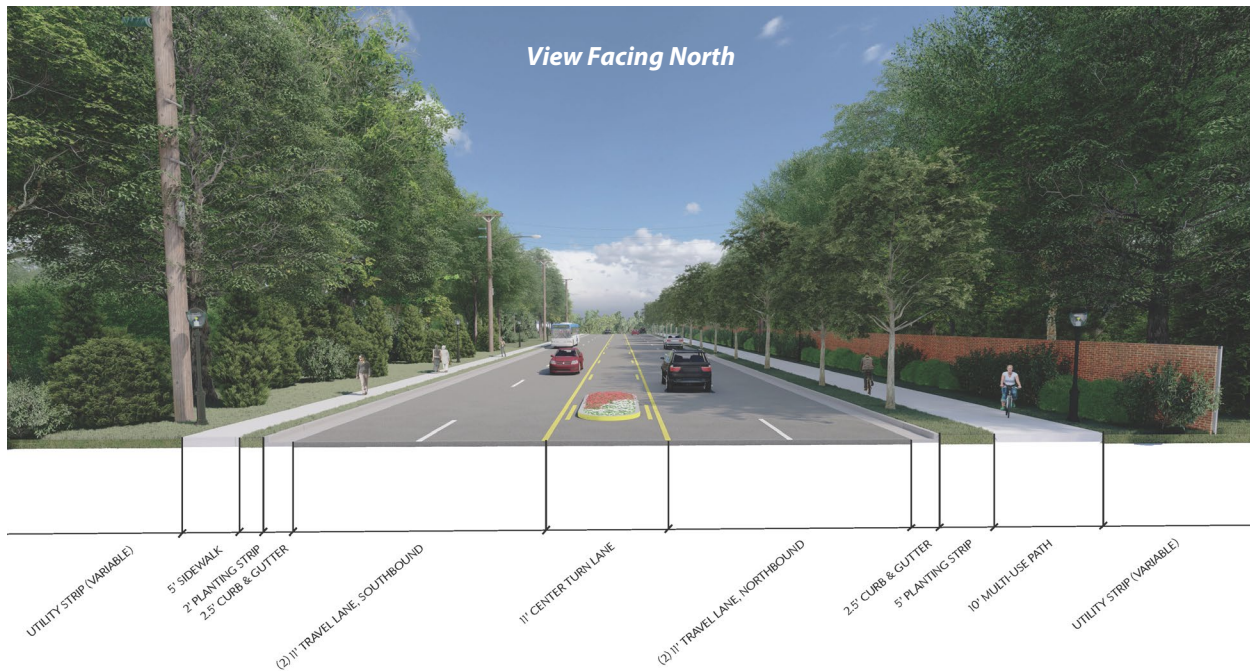 View Facing North
UTILITY STRIP (VARIABLE)
5' SIDEWALK
2' PLANTING STRIP
2.5' CURB & GUTTER
(2) 11' TRAVEL LANE, SOUTHBOUND
11' CENTER TURN LANE
(2) 11' TRAVEL LANE, NORTHBOUND
2.5' CURB & GUTTER
5' PLANTING STRIP
10' MULTI-USE PATH
UTILITY STRIP (VARIABLE)